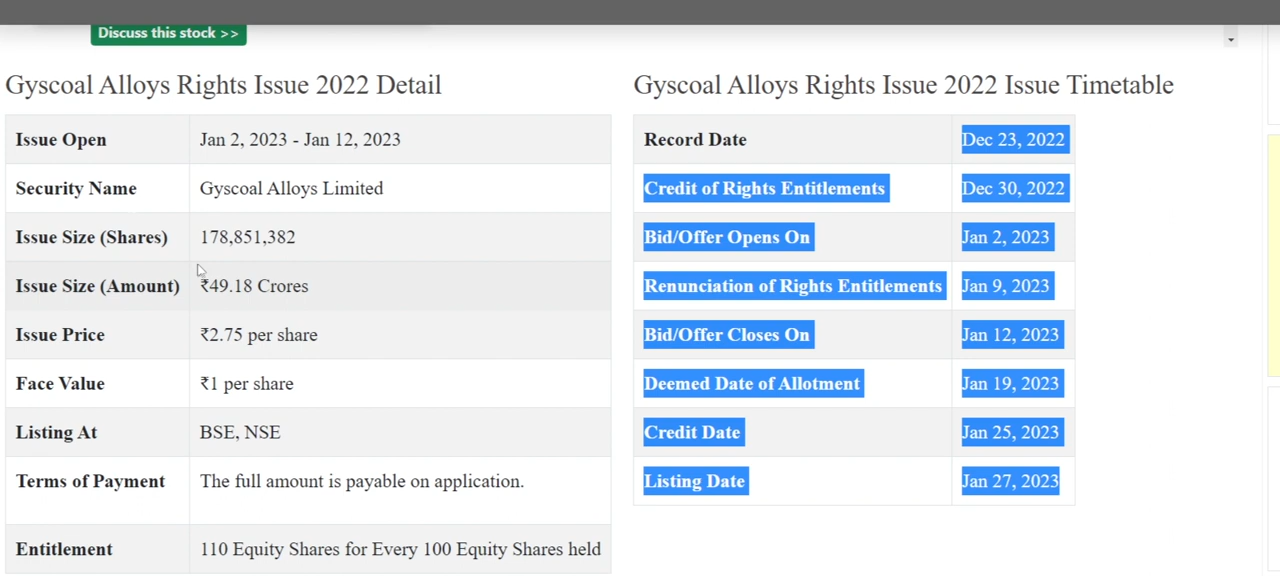 Discuss this stock >>
Gyscoal Alloys Rights Issue 2022 Detail
Issue Open Jan 2, 2023 - Jan 12, 2023
Security Name Gyscoal Alloys Limited
Issue Size (Shares) 178,851,382
Issue Size (Amount) ₹49.18 Crores
Issue Price ₹2.75 per share
Face Value ₹1 per share
Listing At BSE, NSE
Terms of Payment The full amount is payable on application.
Entitlement 110 Equity Shares for Every 100 Equity Shares held
Gyscoal Alloys Rights Issue 2022 Issue Timetable
Record Date Dec 23, 2022
Credit of Rights Entitlements Dec 30, 2022
Bid/Offer Opens On Jan 2, 2023
Renunciation of Rights Entitlements Jan 9, 2023
Bid/Offer Closes On Jan 12, 2023
Deemed Date of Allotment Jan 19, 2023
Credit Date Jan 25, 2023
Listing Date Jan 27, 2023